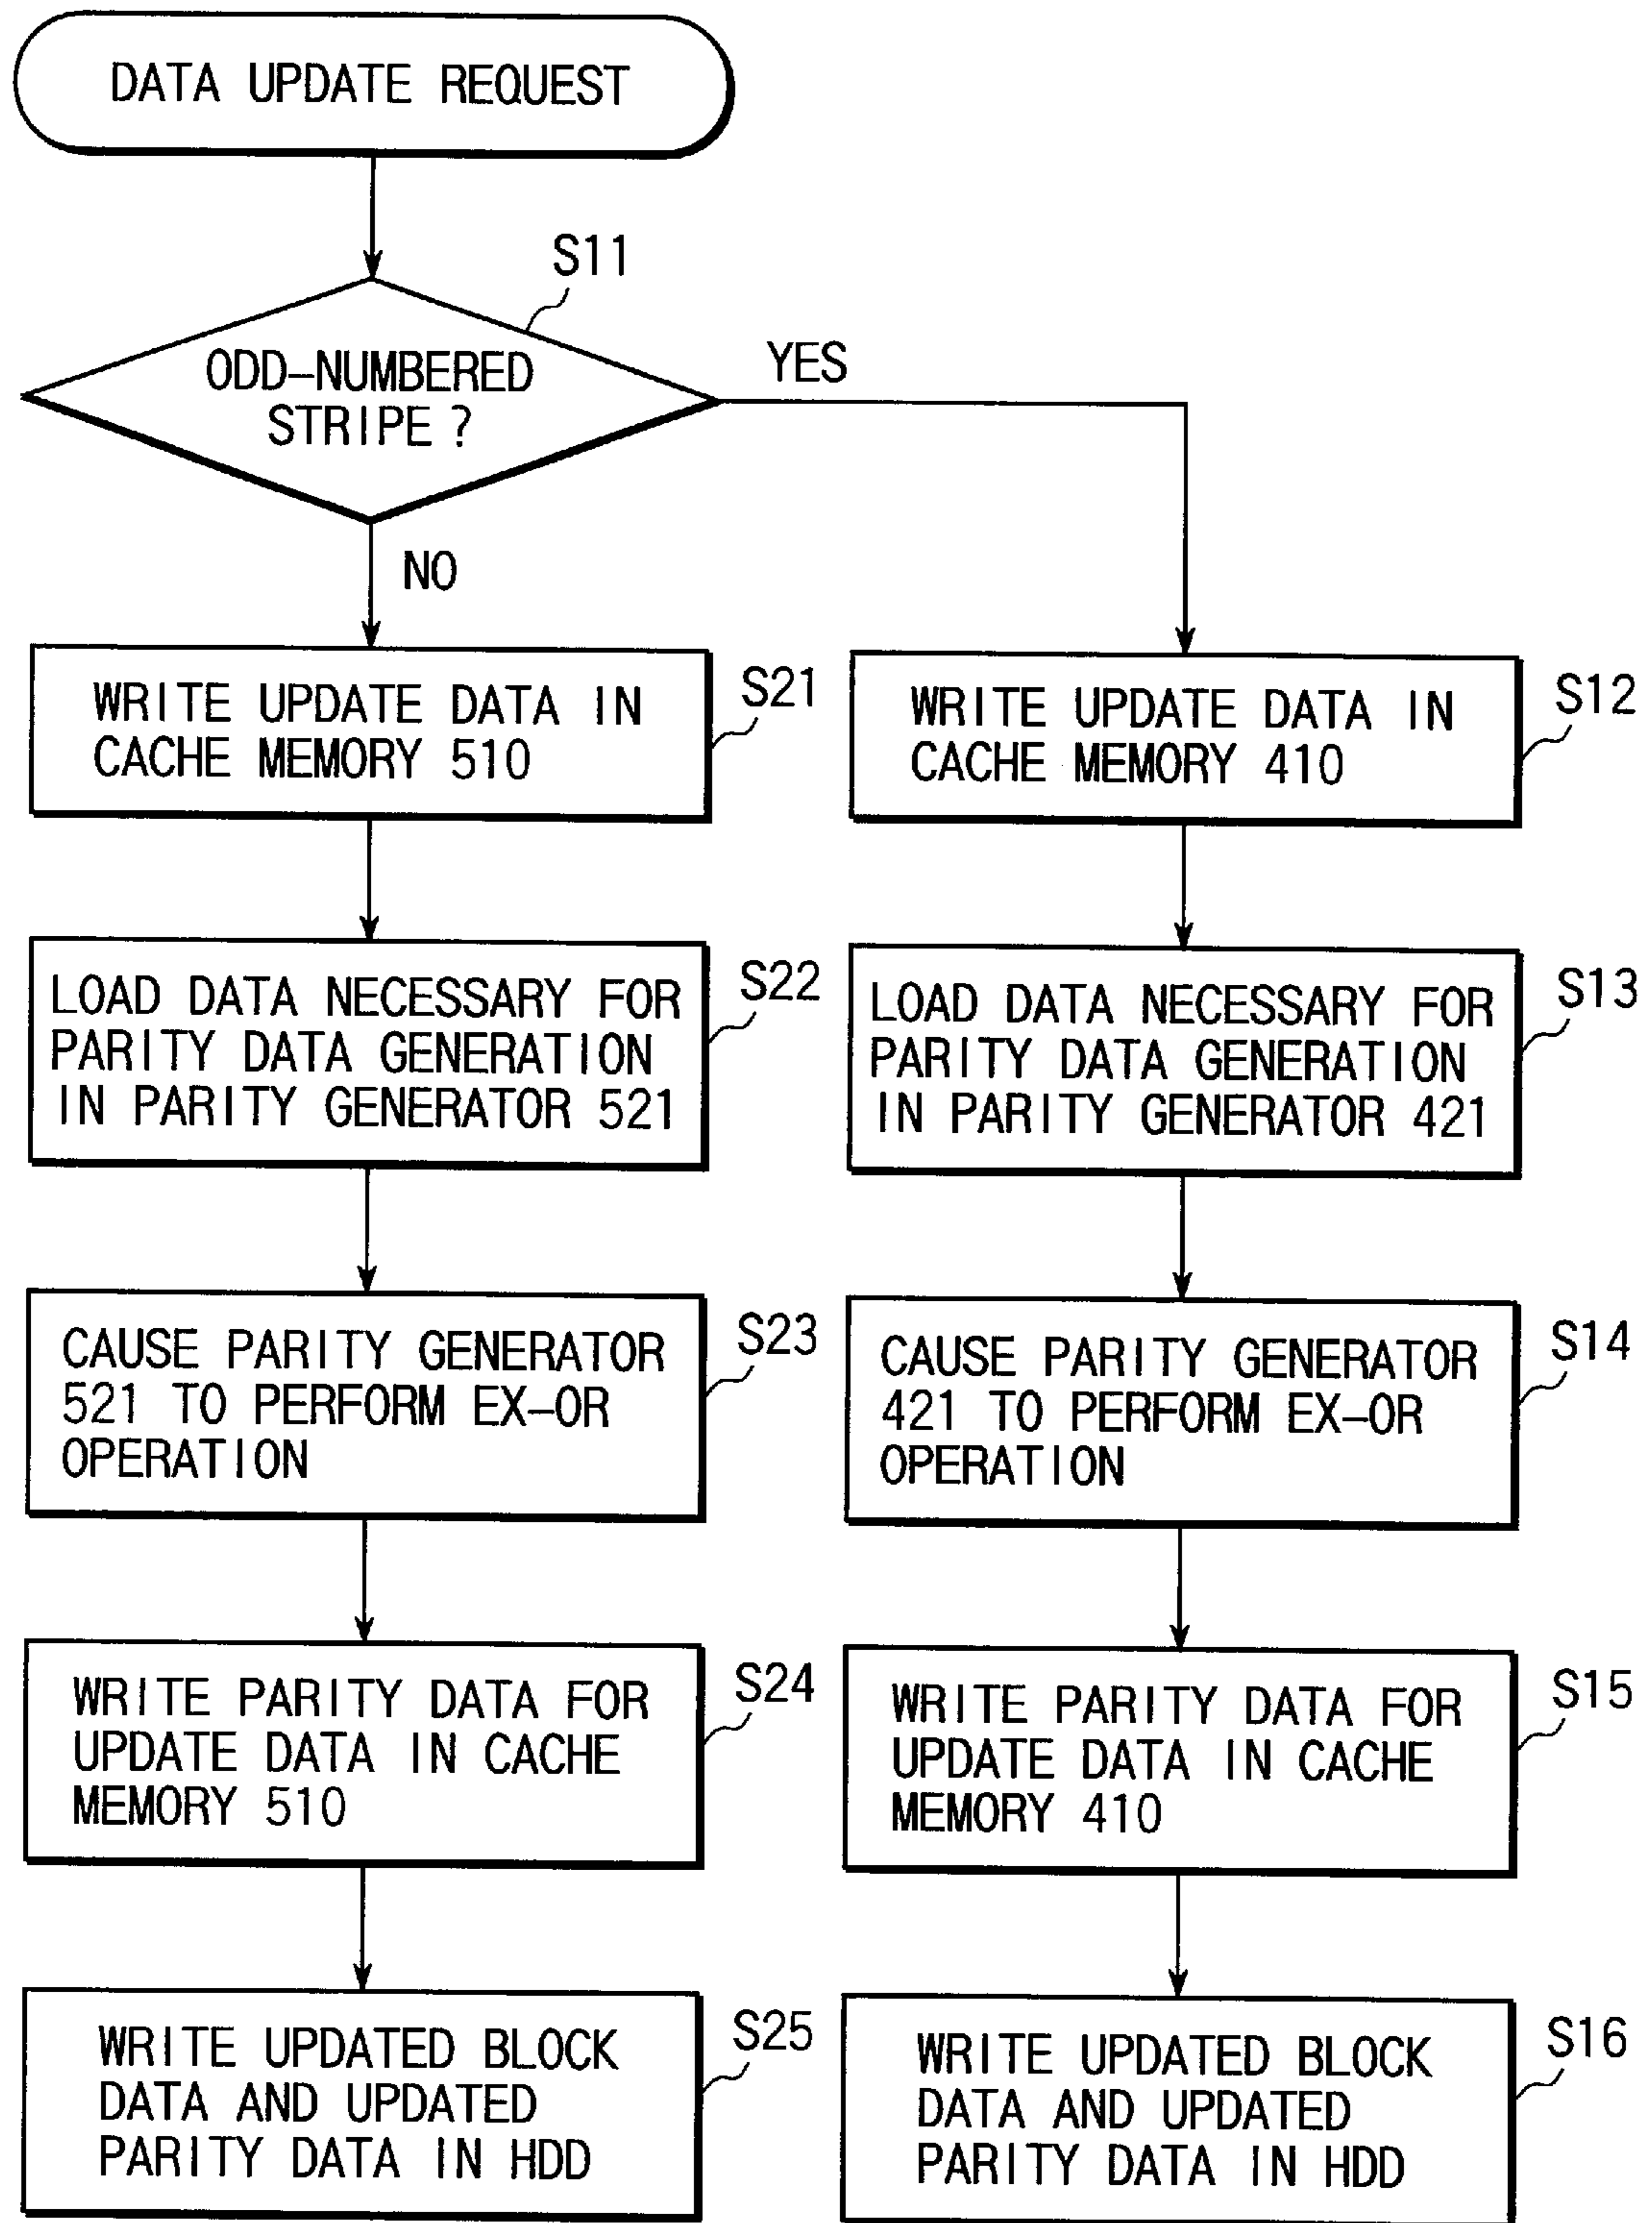 DATA UPDATE REQUEST
S11
ODD-NUMBERED
STRIPE ?
YES
NO
WRITE UPDATE DATA IN
CACHE MEMORY 510
S21
WRITE UPDATE DATA IN
CACHE MEMORY 410
S12
LOAD DATA NECESSARY FOR
PARITY DATA GENERATION
IN PARITY GENERATOR 521
S22
LOAD DATA NECESSARY FOR
PARITY DATA GENERATION
IN PARITY GENERATOR 421
S13
CAUSE PARITY GENERATOR
521 TO PERFORM EX-OR
OPERATION
S23
CAUSE PARITY GENERATOR
421 TO PERFORM EX-OR
OPERATION
S14
WRITE PARITY DATA FOR
UPDATE DATA IN CACHE
MEMORY 510
S24
WRITE PARITY DATA FOR
UPDATE DATA IN CACHE
MEMORY 410
S15
WRITE UPDATED BLOCK
DATA AND UPDATED
PARITY DATA IN HDD
S25
WRITE UPDATED BLOCK
DATA AND UPDATED
PARITY DATA IN HDD
S16